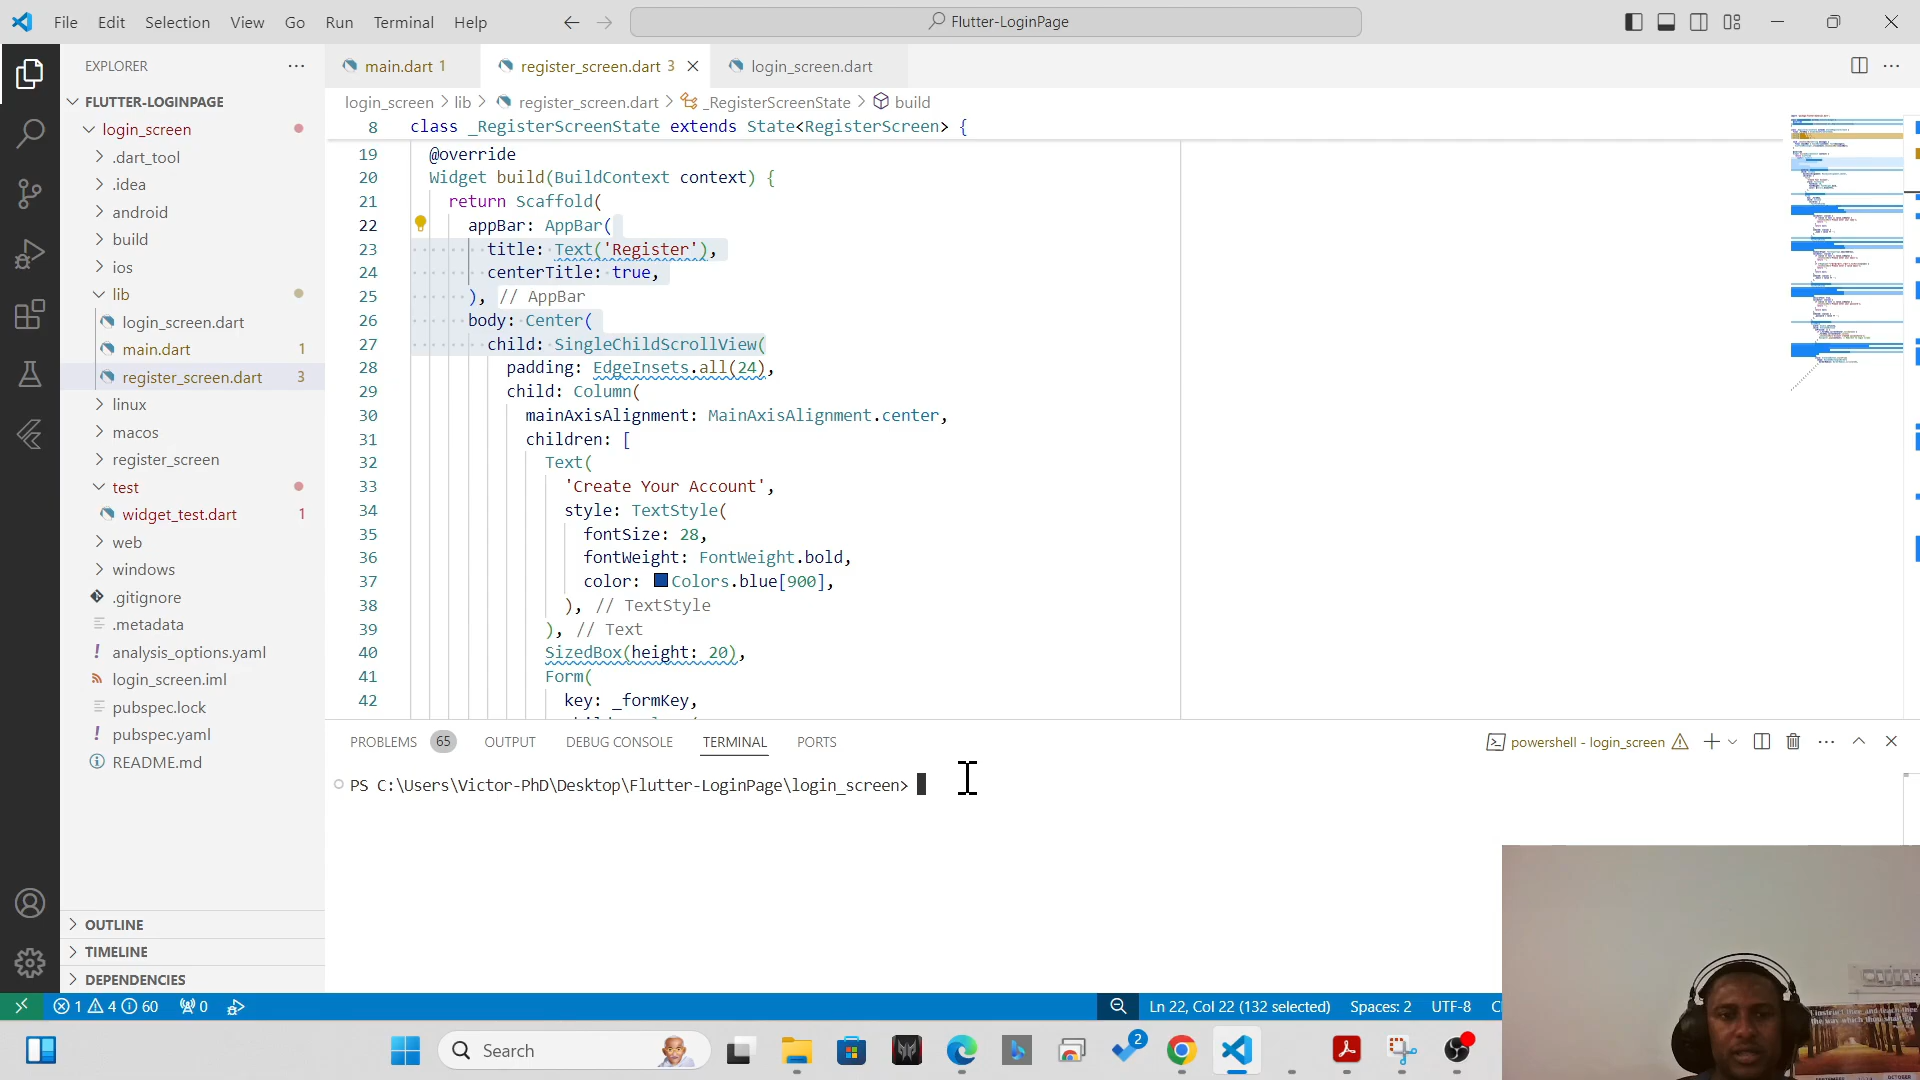 File Edit Selection View Go Run Terminal Help
Flutter-LoginPage
EXPLORER
FLUTTER-LOGINPAGE
login_screen
.dart_tool
.idea
android
build
ios
lib
login_screen.dart
main.dart 1
register_screen.dart 3
linux
macos
register_screen
test
widget_test.dart 1
web
windows
.gitignore
.metadata
! analysis_options.yaml
login_screen.iml
pubspec.lock
! pubspec.yaml
README.md
OUTLINE
TIMELINE
DEPENDENCIES
main.dart 1 register_screen.dart 3 login_screen.dart
login_screen > lib > register_screen.dart > _RegisterScreenState > build
8 class _RegisterScreenState extends State<RegisterScreen> {
19 @override
20 Widget build(BuildContext context) {
21 return Scaffold(
22 appBar: AppBar(
23 title: Text('Register'),
24 centerTitle: true,
25 ), // AppBar
26 body: Center(
27 child: SingleChildScrollView(
28 padding: EdgeInsets.all(24),
29 child: Column(
30 mainAxisAlignment: MainAxisAlignment.center,
31 children: [
32 Text(
33 'Create Your Account',
34 style: TextStyle(
35 fontSize: 28,
36 fontWeight: FontWeight.bold,
37 color: Colors.blue[900],
38 ), // TextStyle
39 ), // Text
40 SizedBox(height: 20),
41 Form(
42 key: _formKey,
PROBLEMS 65 OUTPUT DEBUG CONSOLE TERMINAL PORTS
powershell - login_screen
PS C:\Users\Victor-PhD\Desktop\Flutter-LoginPage\login_screen>
1 4 60 0
Ln 22, Col 22 (132 selected) Spaces: 2 UTF-8
Search
2